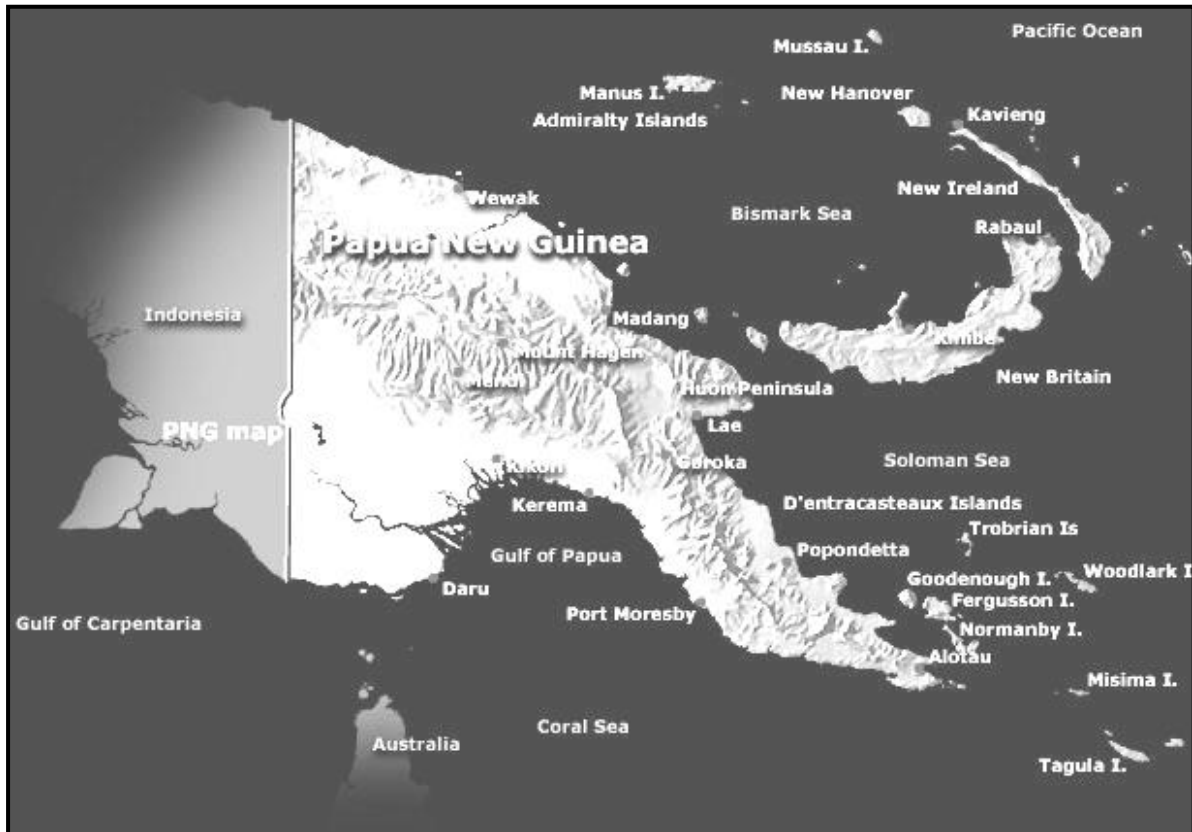 Pacific Ocean
Mussau I.
Manus I.
New Hanover
Admiralty Islands
Kavieng
Wewak
New Ireland
Bismark Sea
Rabaul
Papua New Guinea
Indonesia
Madang
Kimbe
Mount Hagen
Mendi
Huon Peninsula
New Britain
Lae
PNG map
Goroka
Soloman Sea
Kikori
Kerema
D'entracasteaux Islands
Trobrian Is
Gulf of Papua
Popondetta
Woodlark I
Goodenough I.
Daru
Fergusson I.
Port Moresby
Gulf of Carpentaria
Normanby I.
Alotau
Misima I.
Coral Sea
Australia
Tagula I.